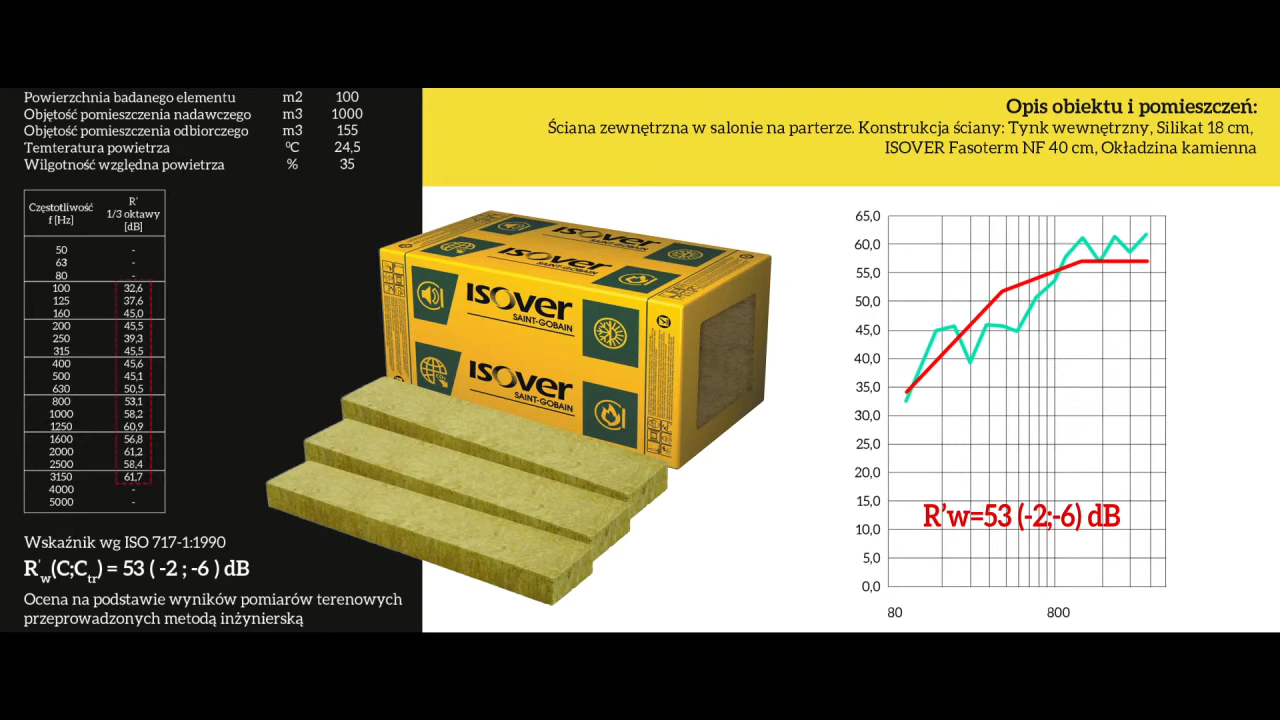 Powierzchnia badanego elementu m2 100
Objętość pomieszczenia nadawczego m3 1000
Objętość pomieszczenia odbiorczego m3 155
Temteratura powietrza ⁰C 24,5
Wilgotność względna powietrza % 35
Częstotliwość f [Hz] R' 1/3 oktawy [dB]
50 -
63 -
80 -
100 32,6
125 37,6
160 45,0
200 45,5
250 39,3
315 45,5
400 45,6
500 45,1
630 50,5
800 53,1
1000 58,2
1250 60,9
1600 56,8
2000 61,2
2500 58,4
3150 61,7
4000 -
5000 -
Wskaźnik wg ISO 717-1:1990
R'w(C;Ctr) = 53 ( -2 ; -6 ) dB
Ocena na podstawie wyników pomiarów terenowych
przeprowadzonych metodą inżynierską
Opis obiektu i pomieszczeń:
Ściana zewnętrzna w salonie na parterze. Konstrukcja ściany: Tynk wewnętrzny, Silikat 18 cm,
ISOVER Fasoterm NF 40 cm, Okładzina kamienna
isover
SAINT-GOBAIN
isover
SAINT-GOBAIN
isover
SAINT-GOBAIN
isover
SAINT-GOBAIN
65,0
60,0
55,0
50,0
45,0
40,0
35,0
30,0
25,0
20,0
15,0
10,0
5,0
0,0
R'w=53 (-2;-6) dB
80 800